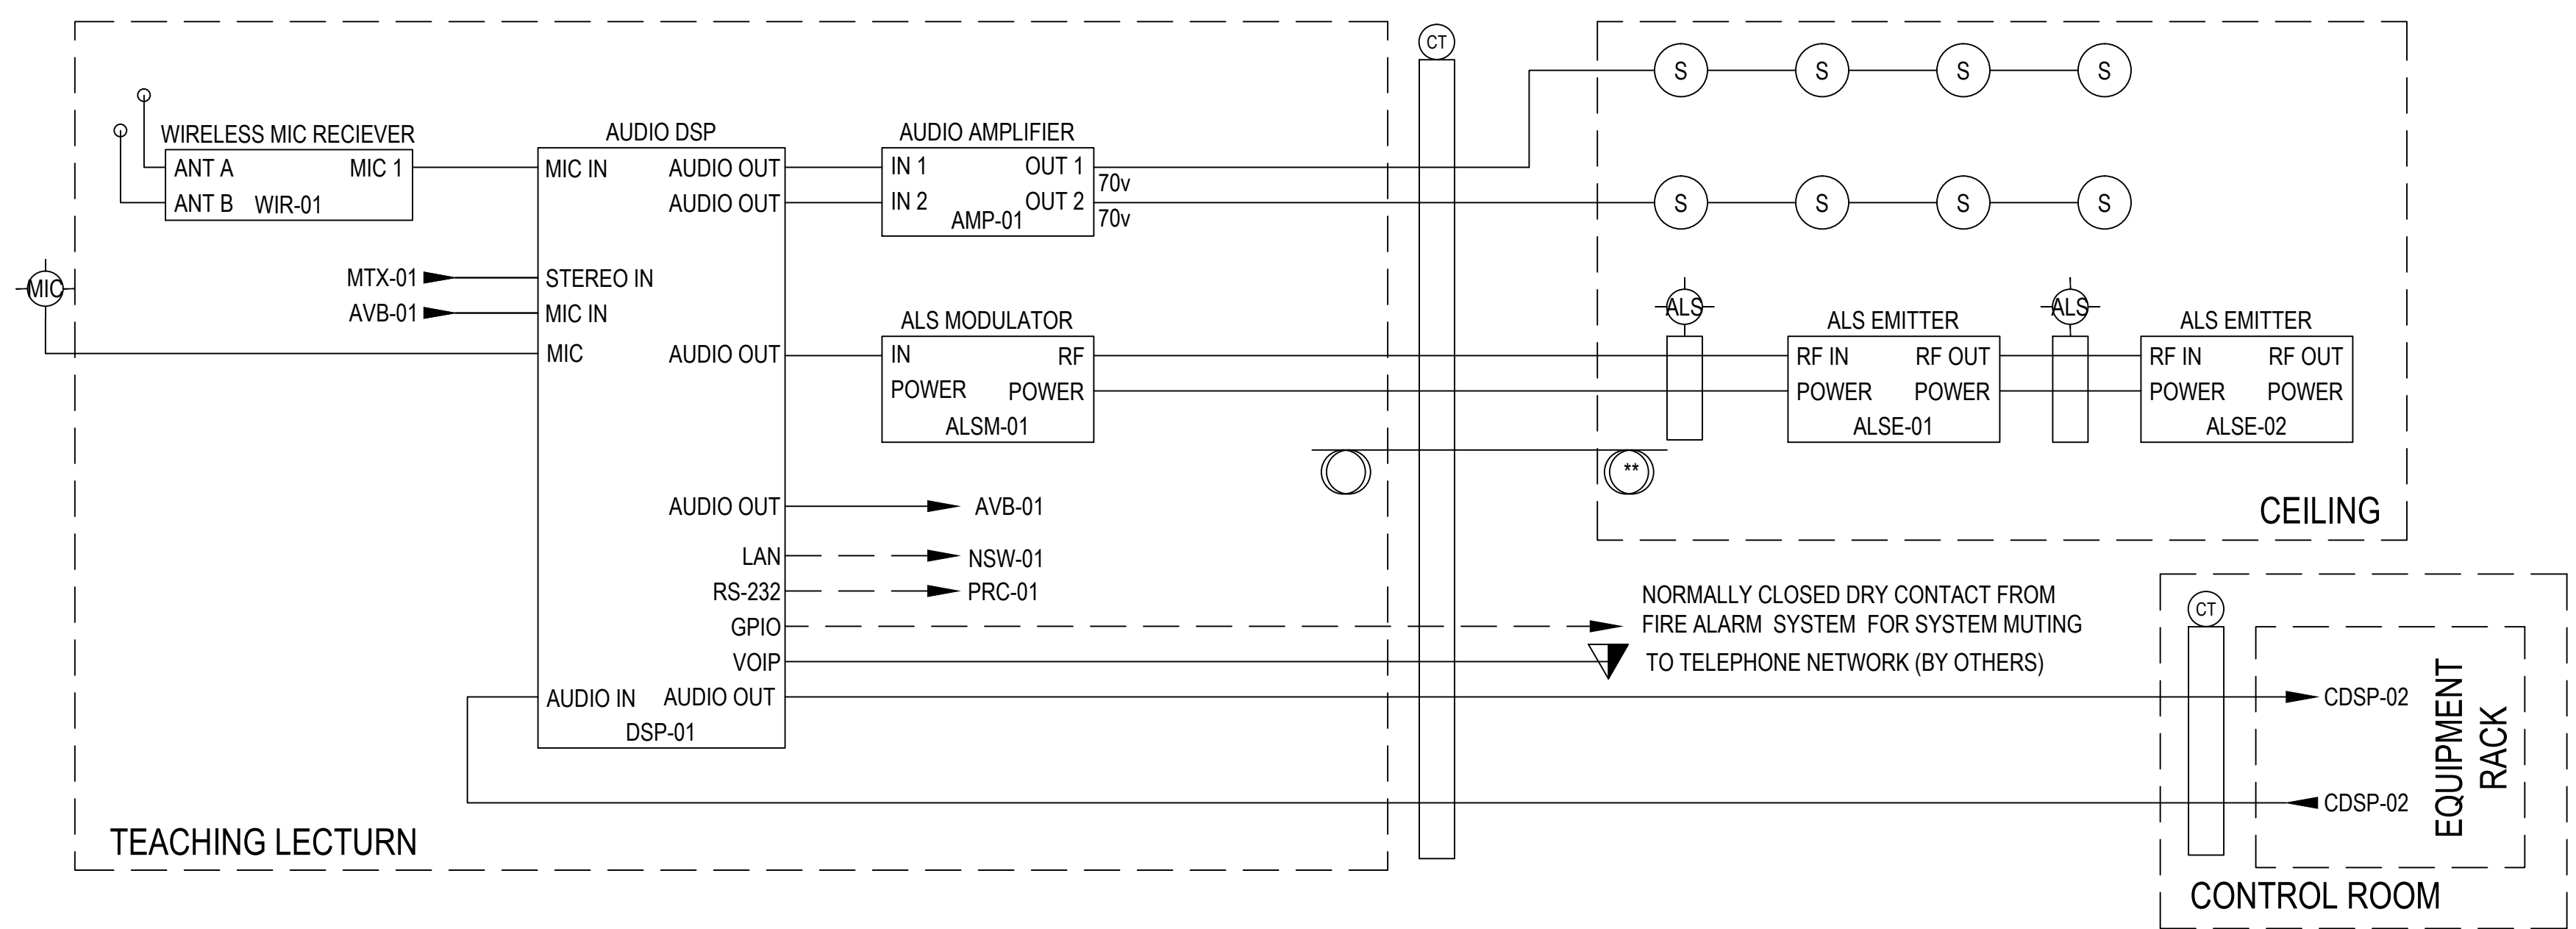 CT
S S S S
WIRELESS MIC RECIEVER
ANT A MIC 1
ANT B WIR-01
AUDIO DSP
MIC IN AUDIO OUT
AUDIO OUT
AUDIO AMPLIFIER
IN 1 OUT 1
70v
IN 2 OUT 2
AMP-01
70v
S S S S
MIC
MTX-01
STEREO IN
AVB-01
MIC IN
MIC AUDIO OUT
ALS MODULATOR
IN RF
POWER POWER
ALSM-01
ALS
ALS EMITTER
RF IN RF OUT
POWER POWER
ALSE-01
ALS
ALS EMITTER
RF IN RF OUT
POWER POWER
ALSE-02
**
CEILING
AUDIO OUT
AVB-01
LAN
NSW-01
RS-232
PRC-01
GPIO
NORMALLY CLOSED DRY CONTACT FROM
FIRE ALARM SYSTEM FOR SYSTEM MUTING
VOIP
TO TELEPHONE NETWORK (BY OTHERS)
AUDIO IN AUDIO OUT
DSP-01
CT
CDSP-02
CDSP-02
EQUIPMENT
RACK
TEACHING LECTURN
CONTROL ROOM